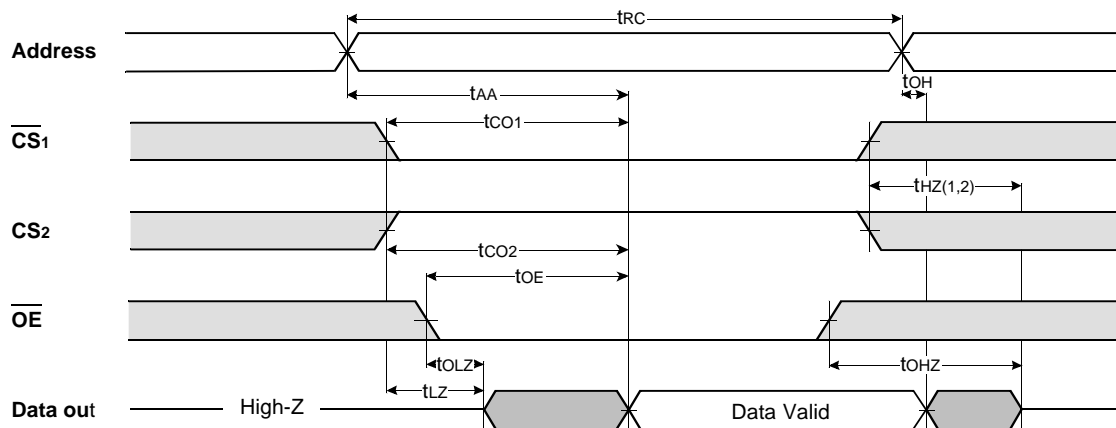 tRC
Address
tOH
tAA
tCO1
CS1
tHZ(1,2)
CS2
tCO2
tOE
OE
tOLZ
tOHZ
tLZ
Data out
High-Z
Data Valid